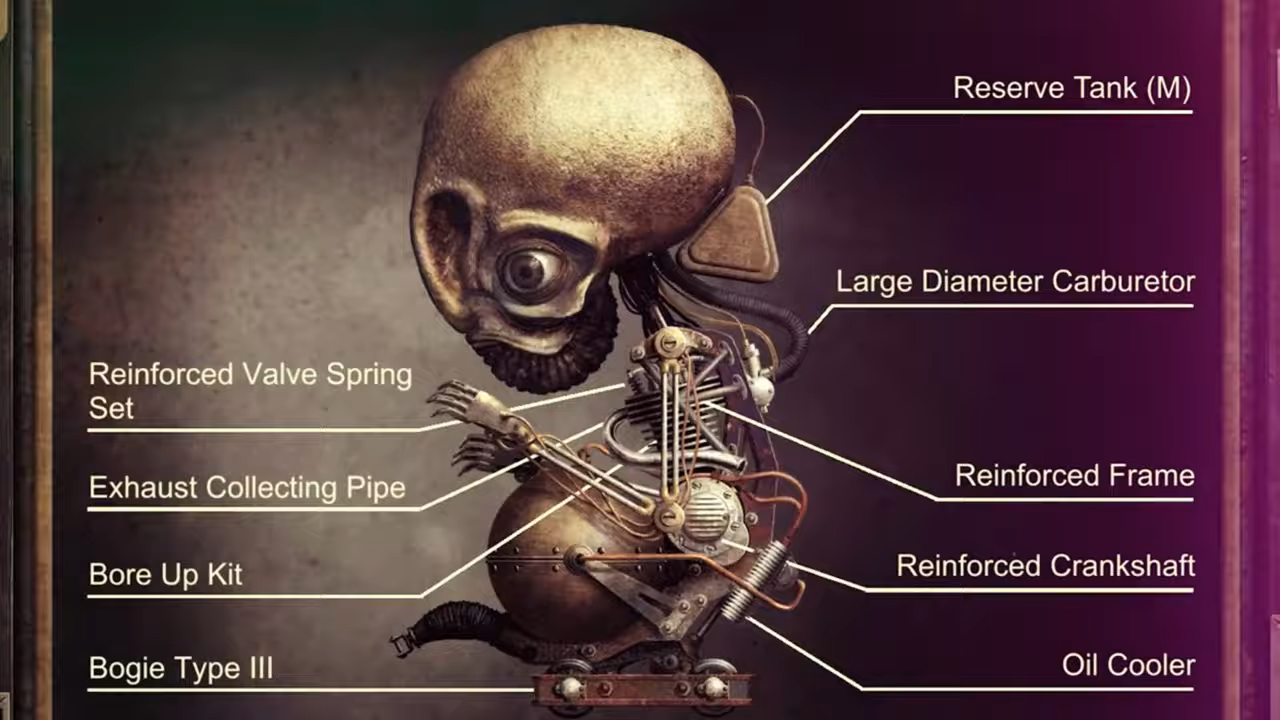 Reserve Tank (M)
Large Diameter Carburetor
Reinforced Valve Spring
Set
Reinforced Frame
Exhaust Collecting Pipe
Reinforced Crankshaft
Bore Up Kit
Oil Cooler
Bogie Type III